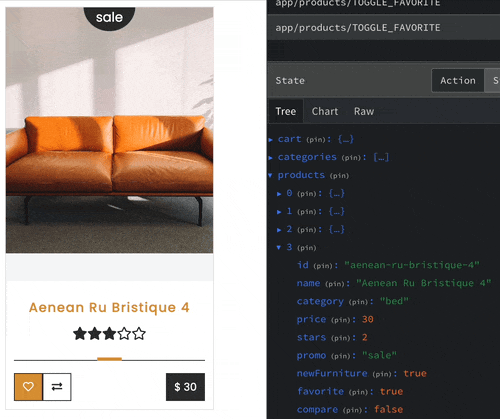 sale
Aenean Ru Bristique 4
$ 30
app/products/TOGGLE_FAVORITE
app/products/TOGGLE_FAVORITE
State
Action
Tree Chart Raw
▶ cart (pin): {…}
▶ categories (pin): […]
▼ products (pin)
▶ 0 (pin): {…}
▶ 1 (pin): {…}
▶ 2 (pin): {…}
▼ 3 (pin)
id (pin): "aenean-ru-bristique-4"
name (pin): "Aenean Ru Bristique 4"
category (pin): "bed"
price (pin): 30
stars (pin): 2
promo (pin): "sale"
newFurniture (pin): true
favorite (pin): true
compare (pin): false